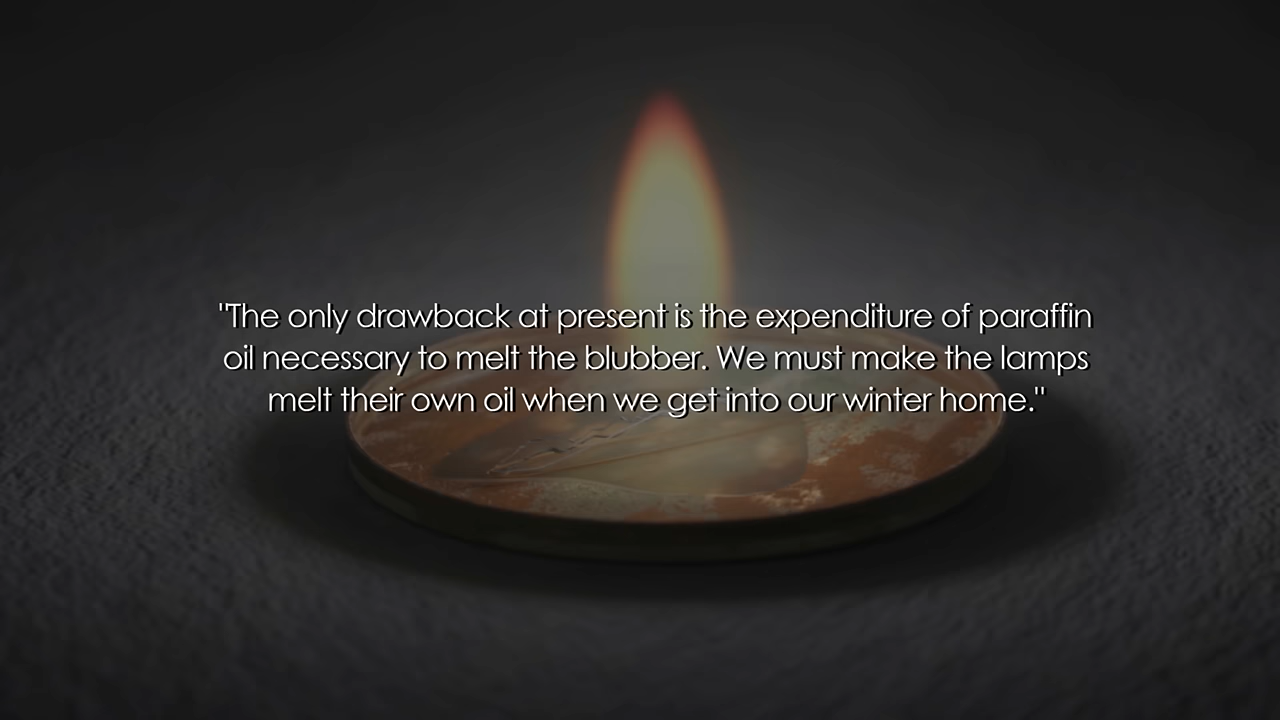 "The only drawback at present is the expenditure of paraffin
oil necessary to melt the blubber. We must make the lamps
melt their own oil when we get into our winter home."